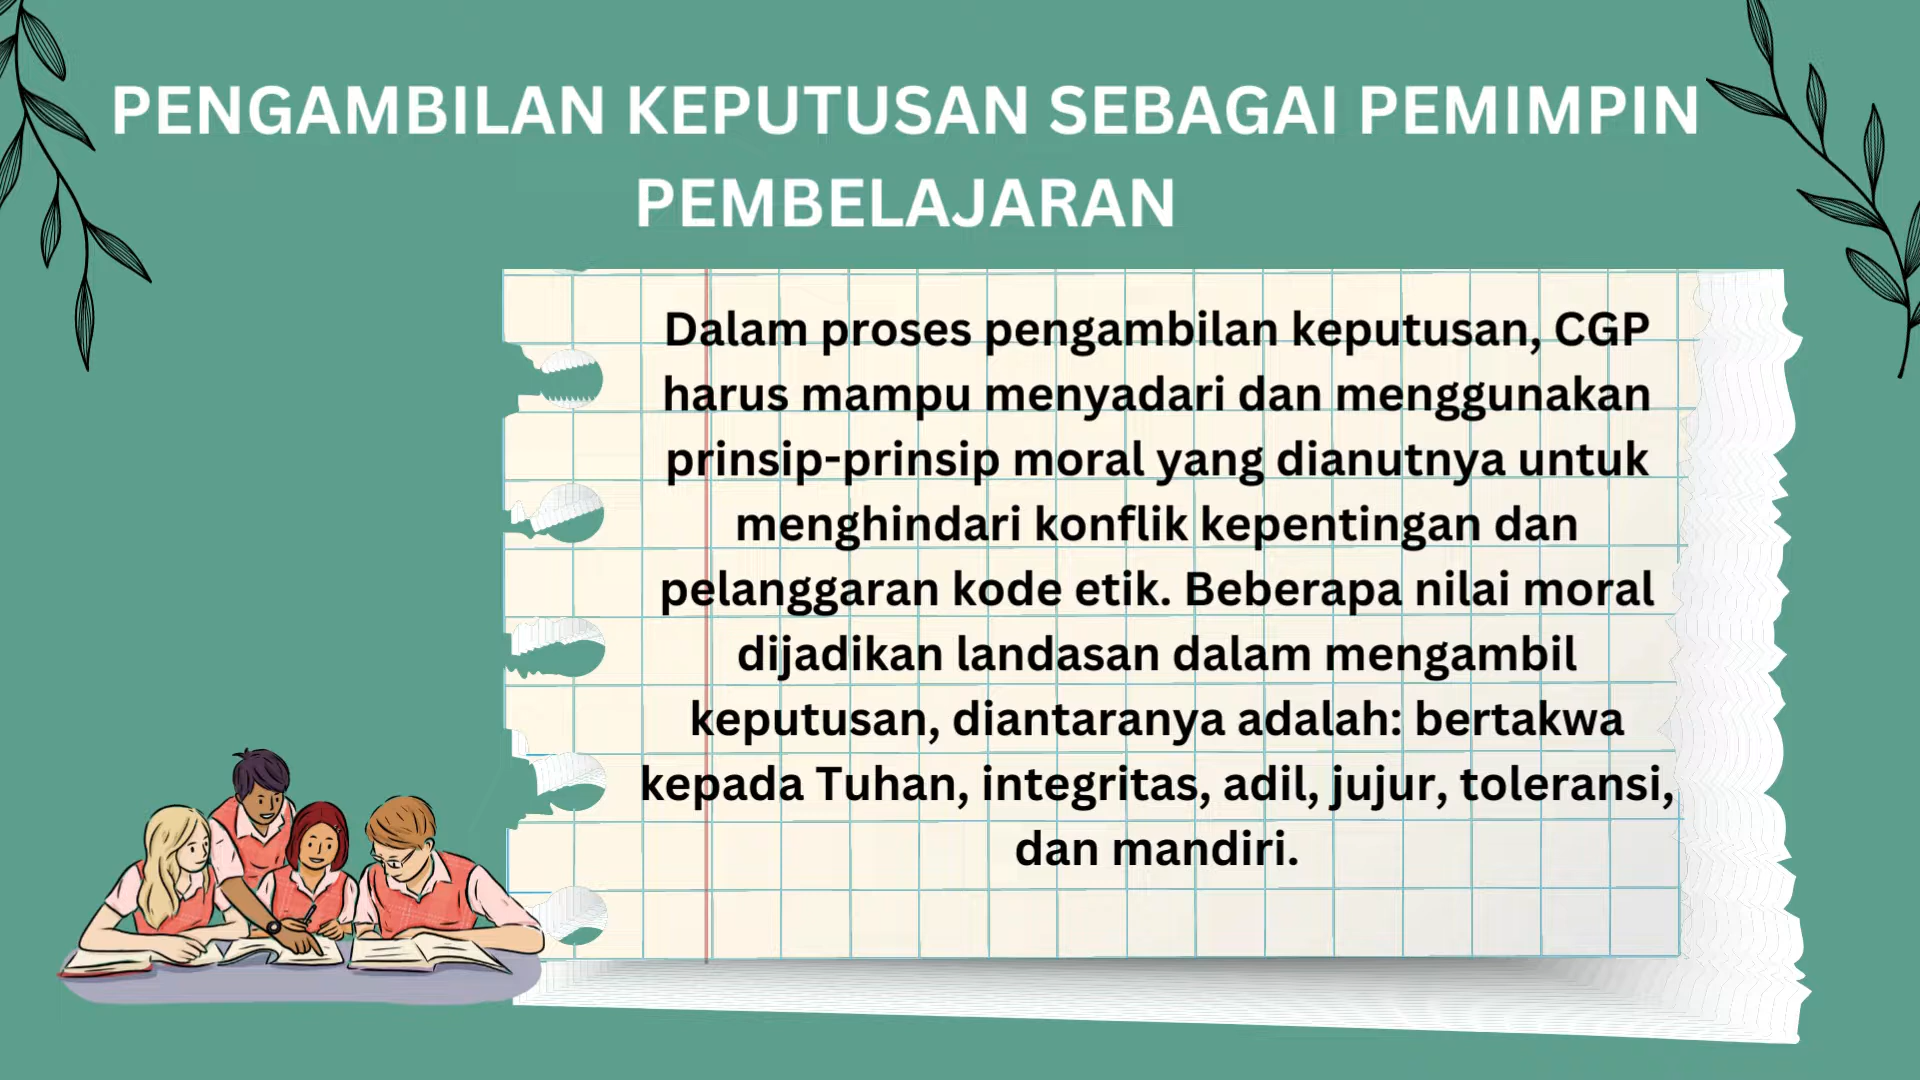 PENGAMBILAN KEPUTUSAN SEBAGAI PEMIMPIN
PEMBELAJARAN
Dalam proses pengambilan keputusan, CGP
harus mampu menyadari dan menggunakan
prinsip-prinsip moral yang dianutnya untuk
menghindari konflik kepentingan dan
pelanggaran kode etik. Beberapa nilai moral
dijadikan landasan dalam mengambil
keputusan, diantaranya adalah: bertakwa
kepada Tuhan, integritas, adil, jujur, toleransi,
dan mandiri.